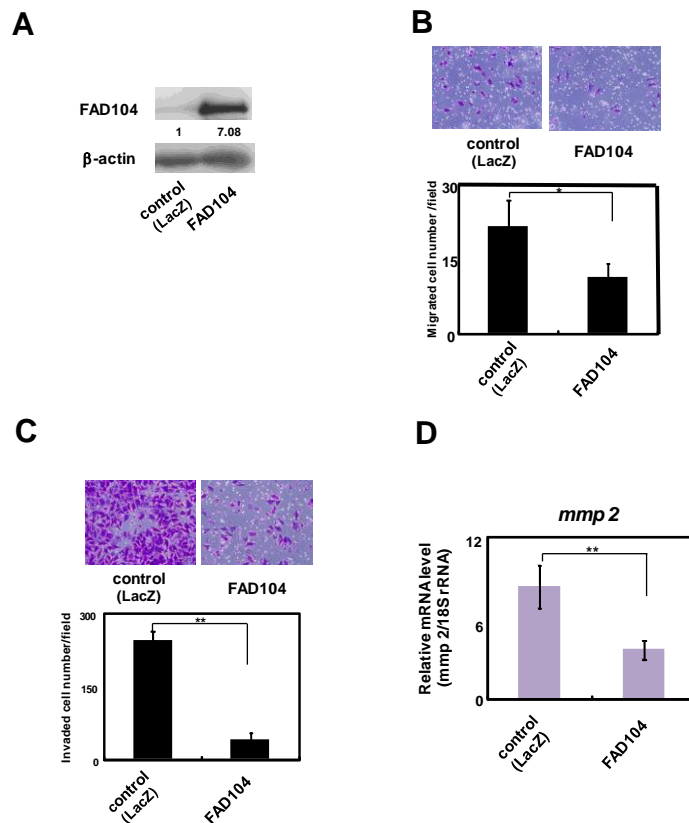 A
FAD104
1 7.08
β-actin
control
(LacZ)
FAD104
B
control
(LacZ)
FAD104
Migrated cell number /field
30
15
0
*
control
(LacZ)
FAD104
C
control
(LacZ)
FAD104
Invaded cell number/field
300
150
0
**
control
(LacZ)
FAD104
D
mmp 2
Relative mRNA level
(mmp 2/18S rRNA)
12
6
0
**
control
(LacZ)
FAD104